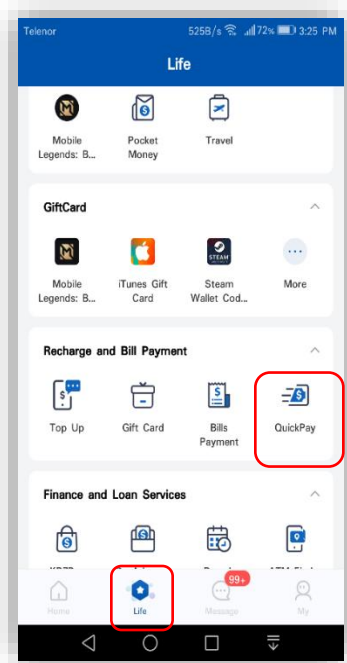 Telenor 525B/s 72% 3:25 PM
Life
Mobile Pocket Travel
Legends: B... Money
GiftCard
STEAM
Mobile iTunes Gift Steam More
Legends: B... Card Wallet Cod...
Recharge and Bill Payment
Top Up Gift Card Bills QuickPay
Payment
Finance and Loan Services
99+
Home Life Message My